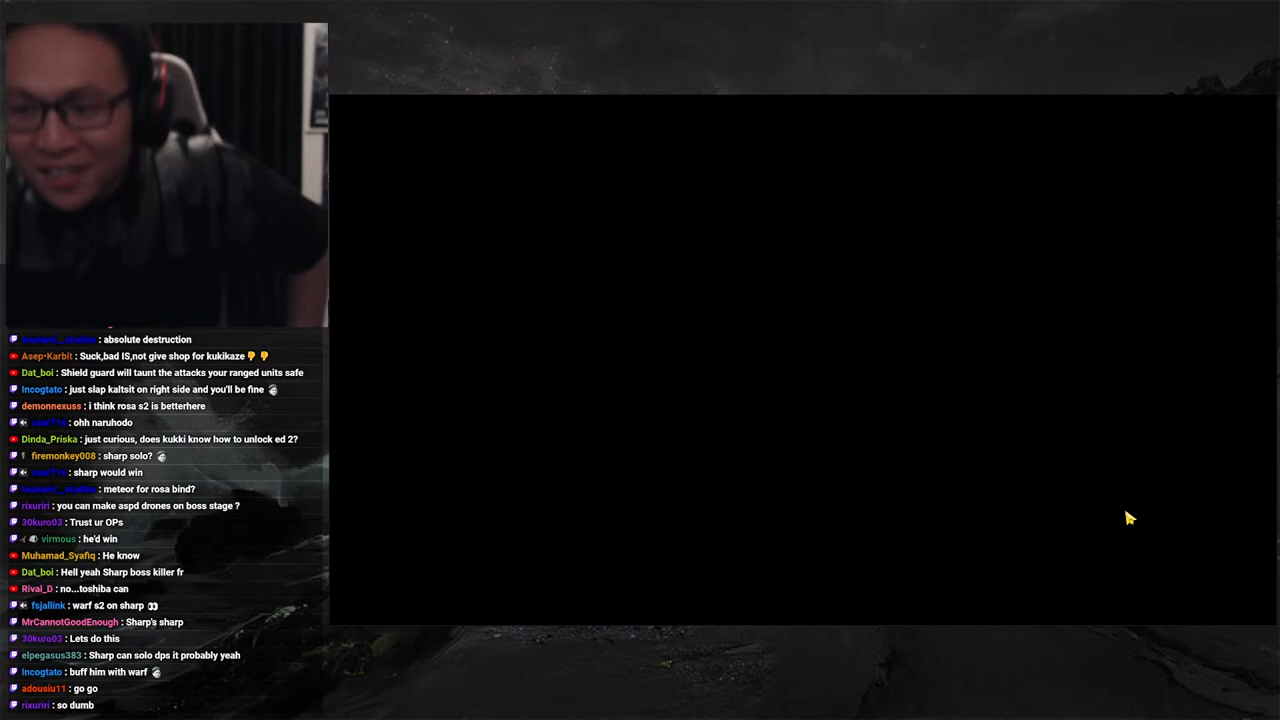 : absolute destruction
Asep•Karbit : Suck,bad IS,not give shop for kukikaze👎 👎
Dat_boi : Shield guard will taunt the attacks your ranged units safe
Incogtato : just slap kaltsit on right side and you'll be fine
demonnexuss : i think rosa s2 is betterhere
: ohh naruhodo
Dinda_Priska : just curious, does kukki know how to unlock ed 2?
firemonkey008 : sharp solo?
: sharp would win
: meteor for rosa bind?
rixuriri : you can make aspd drones on boss stage ?
30kuro03 : Trust ur OPs
virmous : he'd win
Muhamad_Syafiq : He know
Dat_boi : Hell yeah Sharp boss killer fr
Rival_D : no...toshiba can
fsjallink : warf s2 on sharp 👀
MrCannotGoodEnough : Sharp's sharp
30kuro03 : Lets do this
elpegasus383 : Sharp can solo dps it probably yeah
Incogtato : buff him with warf
adousiu11 : go go
rixuriri : so dumb